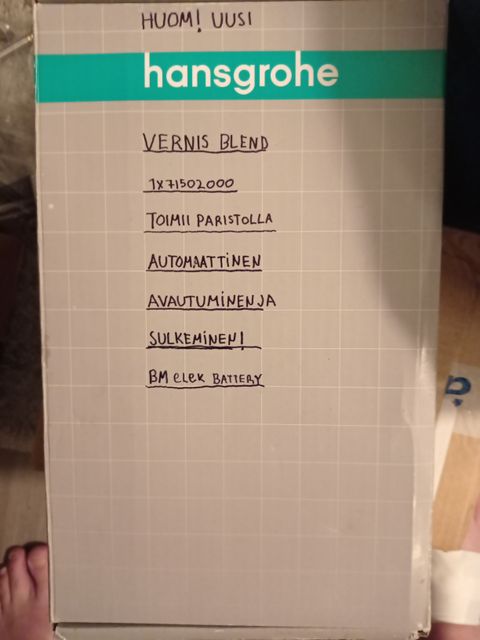 HUOM! UUSI
hansgrohe
VERNIS BLEND
1x71502000
TOIMII PARISTOLLA
AUTOMAATTINEN
AVAUTUMINEN JA
SULKEMINEN!
BM elek BATTERY